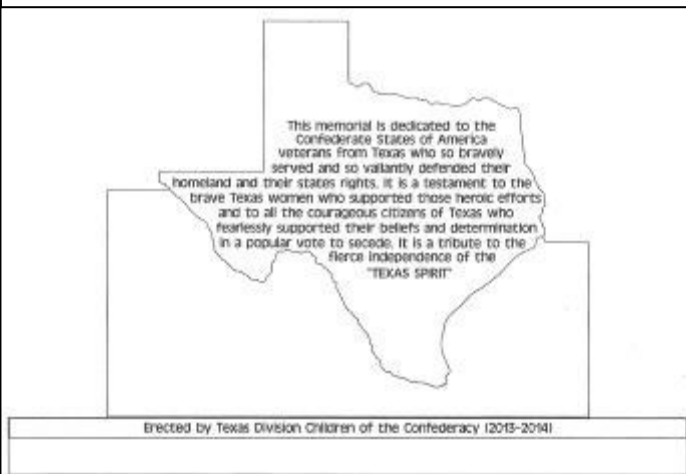 This memorial is dedicated to the
Confederate States of America
veterans from Texas who so bravely
served and so valiantly defended their
homeland and their states rights. It is a testament to the
brave Texas women who supported those heroic efforts
and to all the courageous citizens of Texas who
fearlessly supported their beliefs and determination
in a popular vote to secede. It is a tribute to the
fierce independence of the
"TEXAS SPIRIT"
Erected by Texas Division Children of the Confederacy (2013-2014)